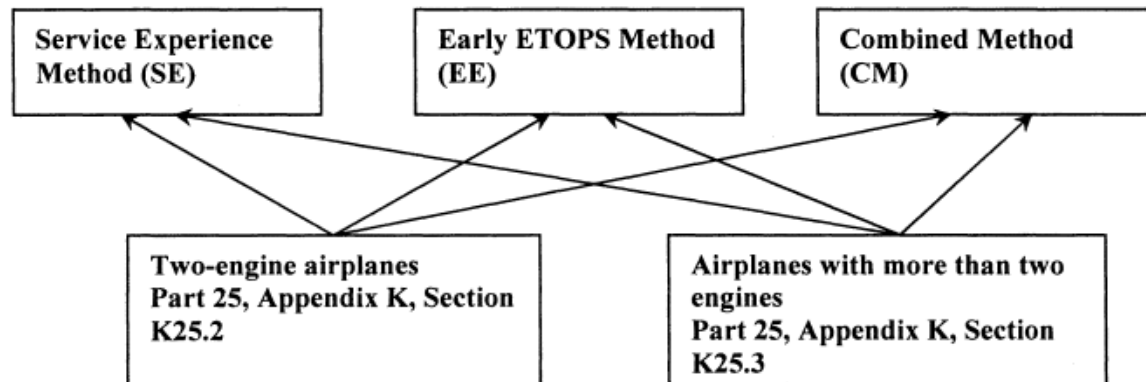 Service Experience
Method (SE)
Early ETOPS Method
(EE)
Combined Method
(CM)
Two-engine airplanes
Part 25, Appendix K, Section
K25.2
Airplanes with more than two
engines
Part 25, Appendix K, Section
K25.3